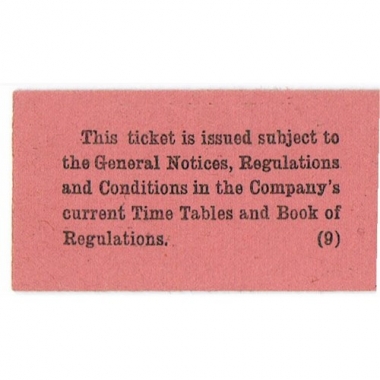 This ticket is issued subject to
the General Notices, Regulations
and Conditions in the Company's
current Time Tables and Book of
Regulations. (9)